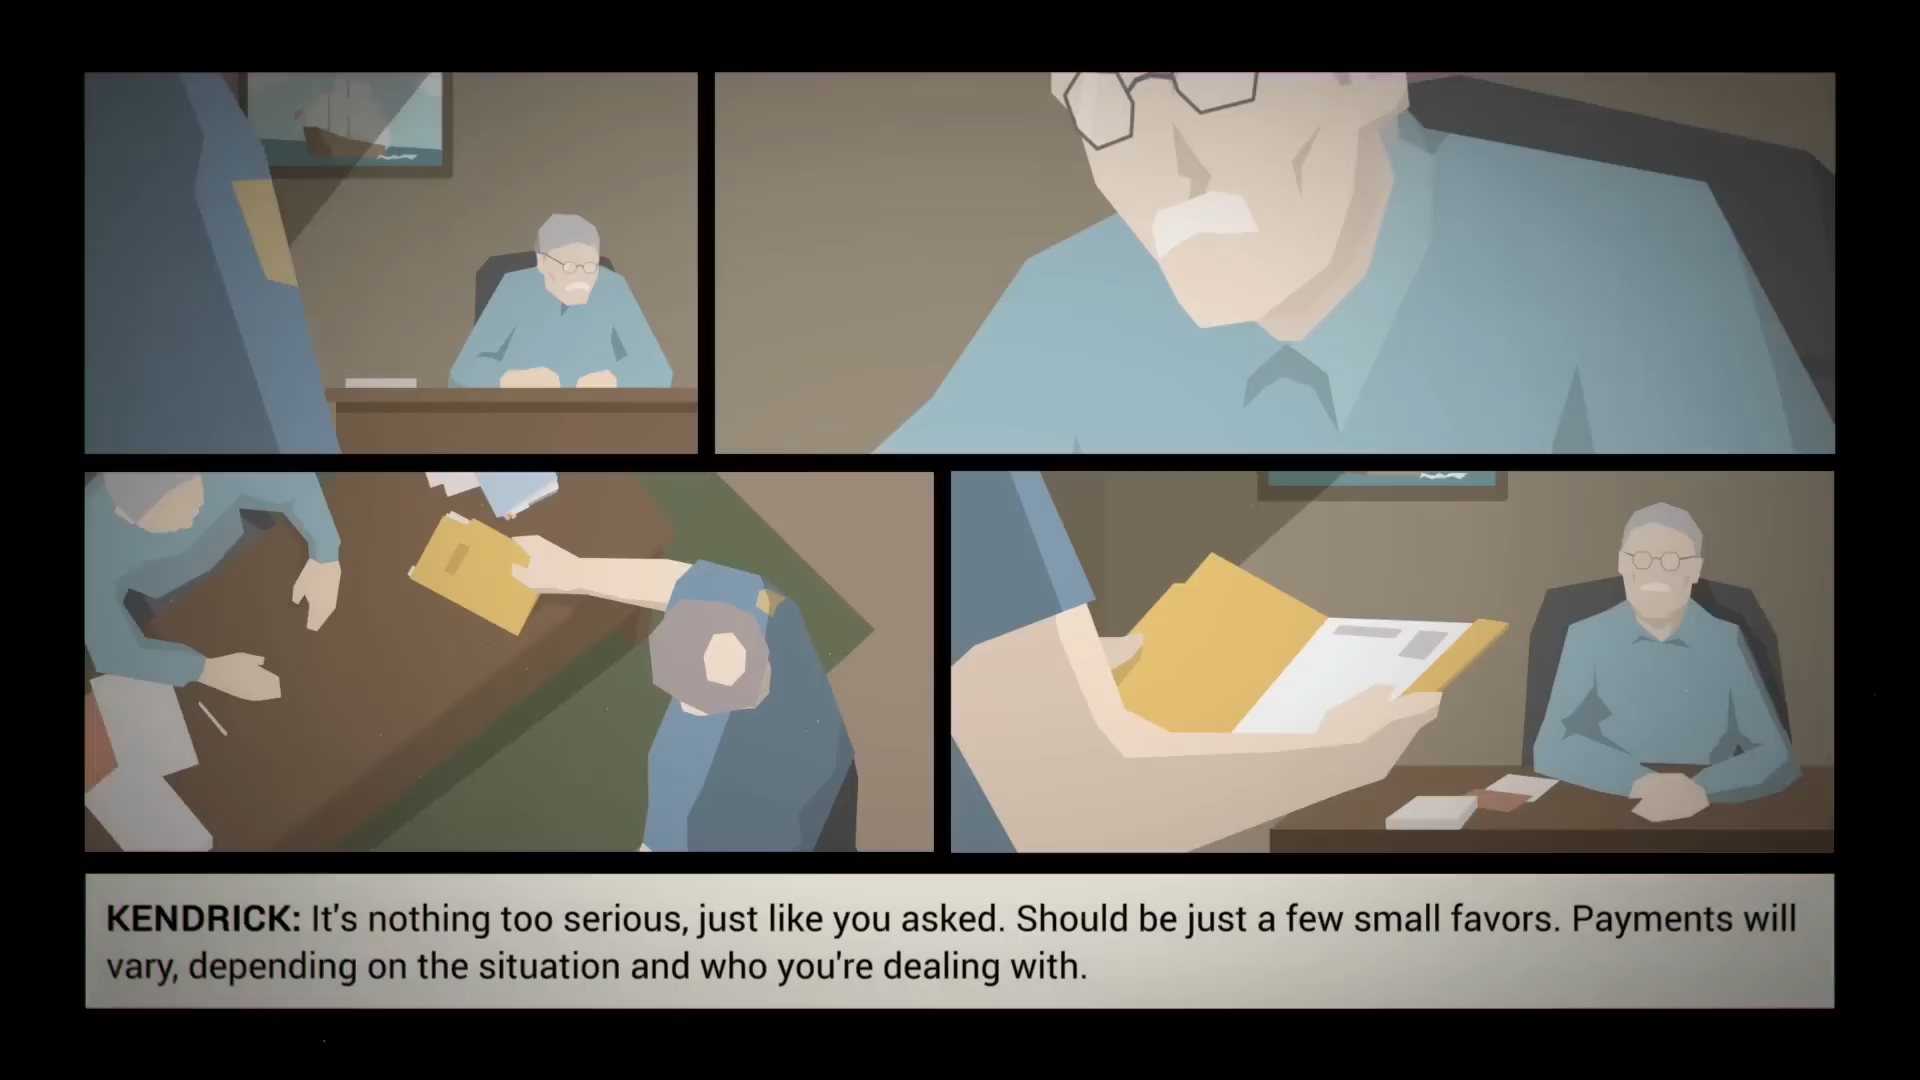 KENDRICK: It's nothing too serious, just like you asked. Should be just a few small favors. Payments will
vary, depending on the situation and who you're dealing with.